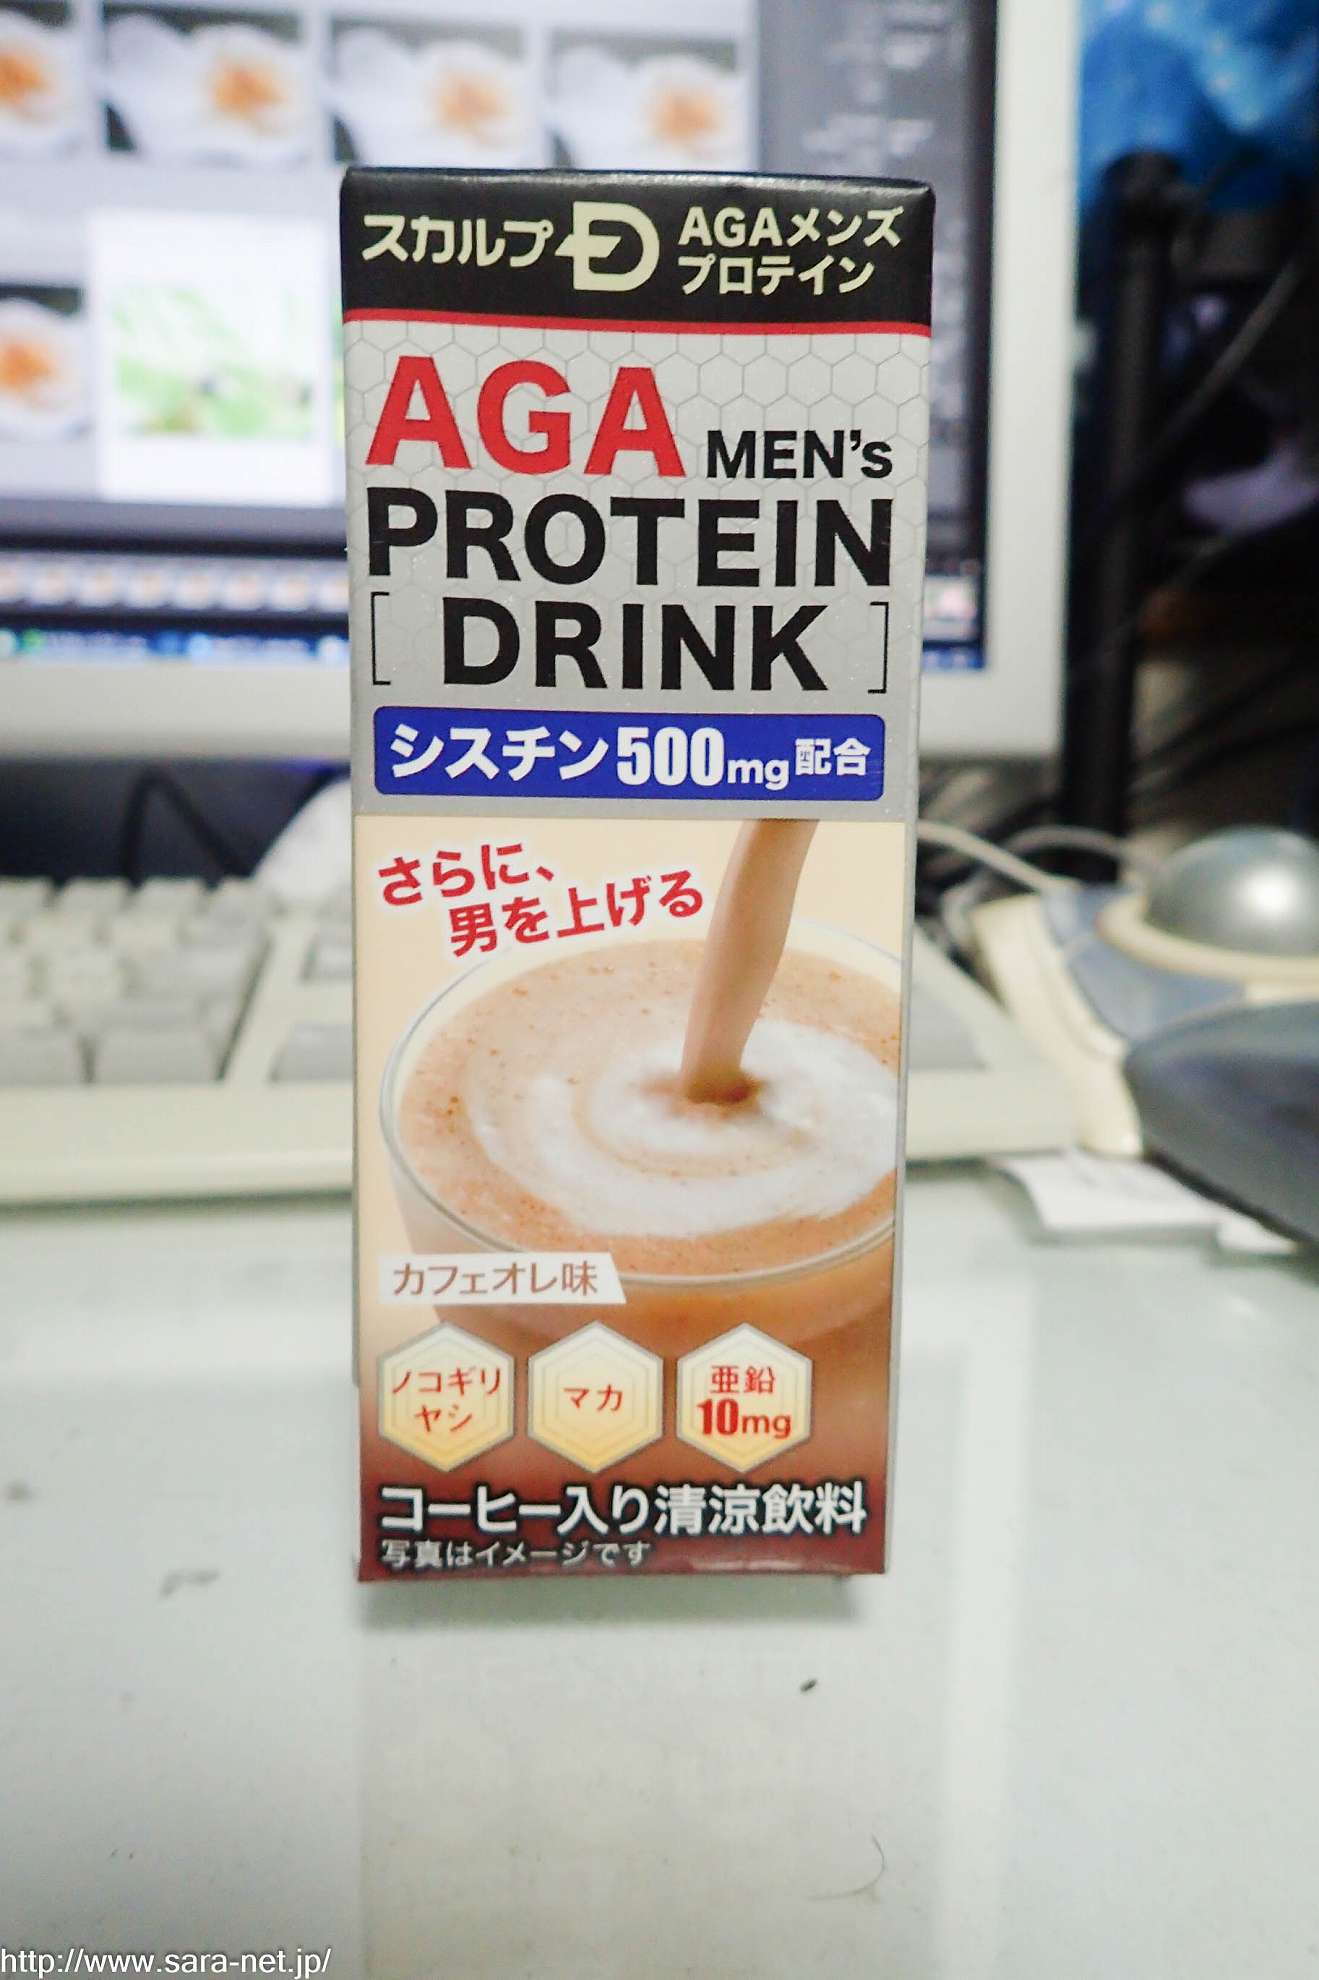 スカルプD AGAメンズ
プロテイン
AGA MEN's
PROTEIN
[ DRINK ]
シスチン500mg配合
さらに、
男を上げる
カフェオレ味
ノコギリ
ヤシ
マカ
亜鉛
10mg
コーヒー入り清涼飲料
写真はイメージです
http://www.sara-net.jp/